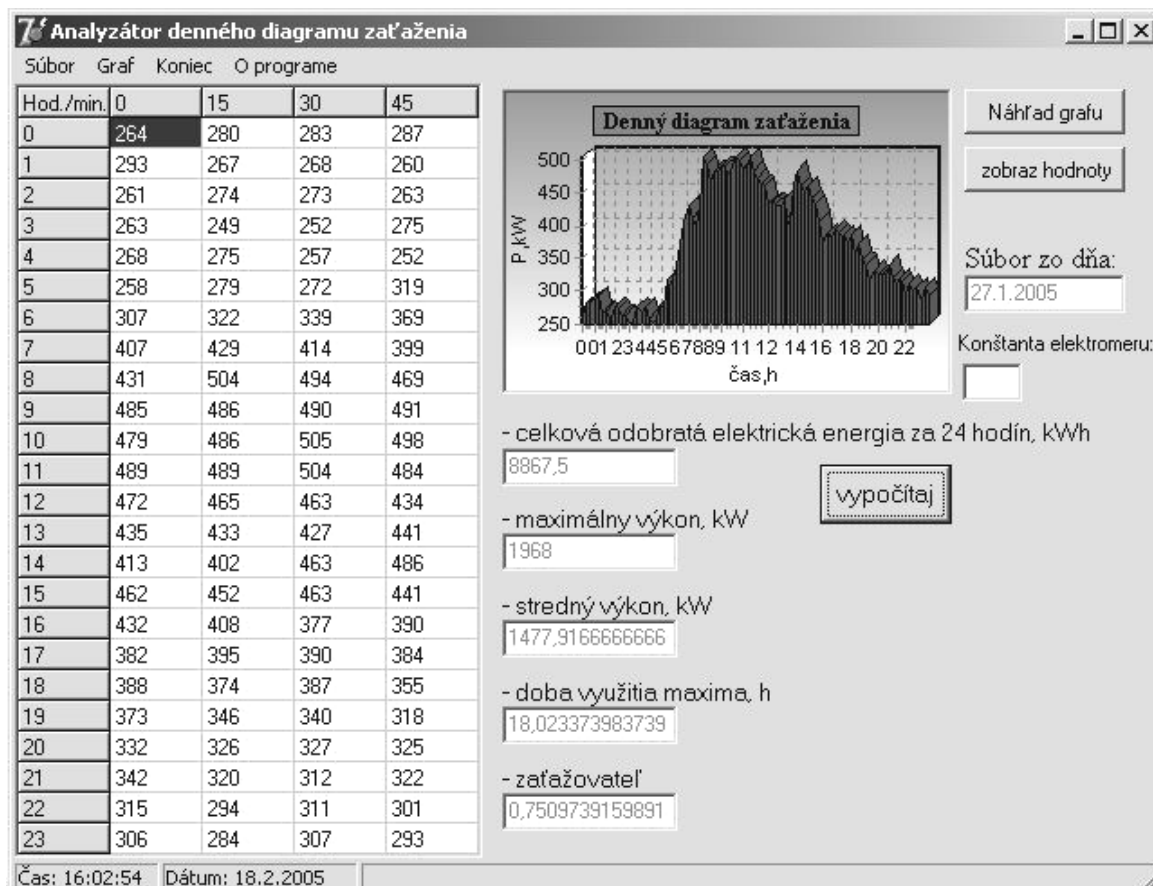 Analyzátor denného diagramu zaťaženia
Súbor Graf Koniec O programe
Hod./min. 0 15 30 45
0 264 280 283 287
1 293 267 268 260
2 261 274 273 263
3 263 249 252 275
4 268 275 257 252
5 258 279 272 319
6 307 322 339 369
7 407 429 414 399
8 431 504 494 469
9 485 486 490 491
10 479 486 505 498
11 489 489 504 484
12 472 465 463 434
13 435 433 427 441
14 413 402 463 486
15 462 452 463 441
16 432 408 377 390
17 382 395 390 384
18 388 374 387 355
19 373 346 340 318
20 332 326 327 325
21 342 320 312 322
22 315 294 311 301
23 306 284 307 293
Denný diagram zaťaženia
500
450
400
350
300
250
P,kW
001 23445678 89 11 12 14 16 18 20 22
čas,h
Náhľad grafu
zobraz hodnoty
Súbor zo dňa:
27.1.2005
Konštanta elektromeru:
- celková odobratá elektrická energia za 24 hodín, kWh
8867,5
vypočítaj
- maximálny výkon, kW
1968
- stredný výkon, kW
1477,9166666666
- doba využitia maxima, h
18,023373983739
- zaťažovateľ
0,7509739159891
Čas: 16:02:54 Dátum: 18.2.2005